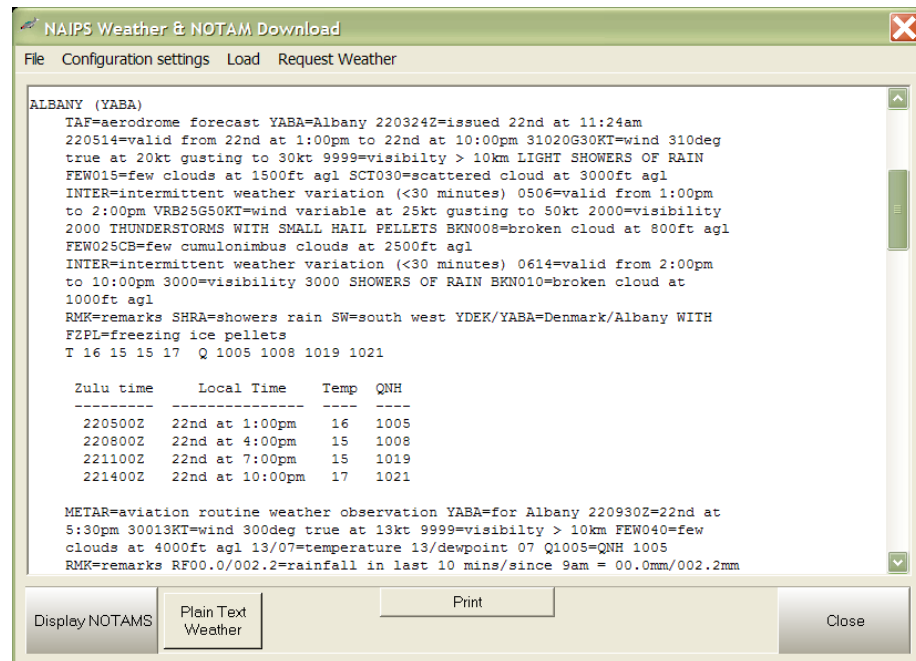 NAIPS Weather & NOTAM Download
File Configuration settings Load Request Weather
ALBANY (YABA)
TAF=aerodrome forecast YABA=Albany 220324Z=issued 22nd at 11:24am
220514=valid from 22nd at 1:00pm to 22nd at 10:00pm 31020G30KT=wind 310deg
true at 20kt gusting to 30kt 9999=visibilty > 10km LIGHT SHOWERS OF RAIN
FEW015=few clouds at 1500ft agl SCT030=scattered cloud at 3000ft agl
INTER=intermittent weather variation (<30 minutes) 0506=valid from 1:00pm
to 2:00pm VRB25G50KT=wind variable at 25kt gusting to 50kt 2000=visibility
2000 THUNDERSTORMS WITH SMALL HAIL PELLETS BKN008=broken cloud at 800ft agl
FEW025CB=few cumulonimbus clouds at 2500ft agl
INTER=intermittent weather variation (<30 minutes) 0614=valid from 2:00pm
to 10:00pm 3000=visibility 3000 SHOWERS OF RAIN BKN010=broken cloud at
1000ft agl
RMK=remarks SHRA=showers rain SW=south west YDEK/YABA=Denmark/Albany WITH
FZPL=freezing ice pellets
T 16 15 15 17 Q 1005 1008 1019 1021
Zulu time Local Time Temp QNH
--------- --------------- ---- ----
220500Z 22nd at 1:00pm 16 1005
220800Z 22nd at 4:00pm 15 1008
221100Z 22nd at 7:00pm 15 1019
221400Z 22nd at 10:00pm 17 1021
METAR=aviation routine weather observation YABA=for Albany 220930Z=22nd at
5:30pm 30013KT=wind 300deg true at 13kt 9999=visibilty > 10km FEW040=few
clouds at 4000ft agl 13/07=temperature 13/dewpoint 07 Q1005=QNH 1005
RMK=remarks RF00.0/002.2=rainfall in last 10 mins/since 9am = 00.0mm/002.2mm
Display NOTAMS
Plain Text
Weather
Print
Close